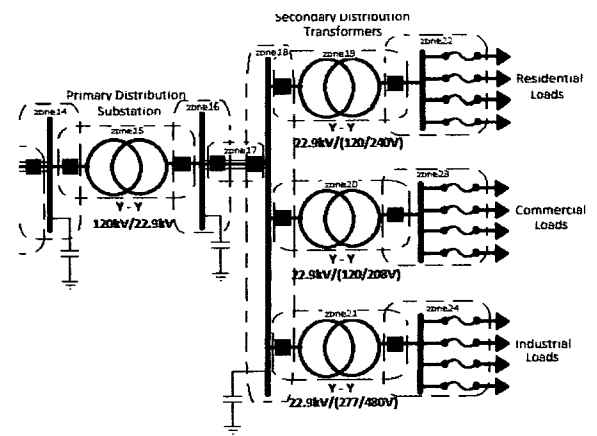 Secondary Distribution
Transformers
zone18
zone19
zone22
Residential
Loads
Y - Y
22.9kV/(120/240V)
Primary Distribution
Substation
zone14
zone15
zone16
zone17
Y - Y
120kV/22.9kV
zone20
zone23
Commercial
Loads
Y - Y
22.9kV/(120/208V)
zone21
zone24
Industrial
Loads
Y - Y
22.9kV/(277/480V)